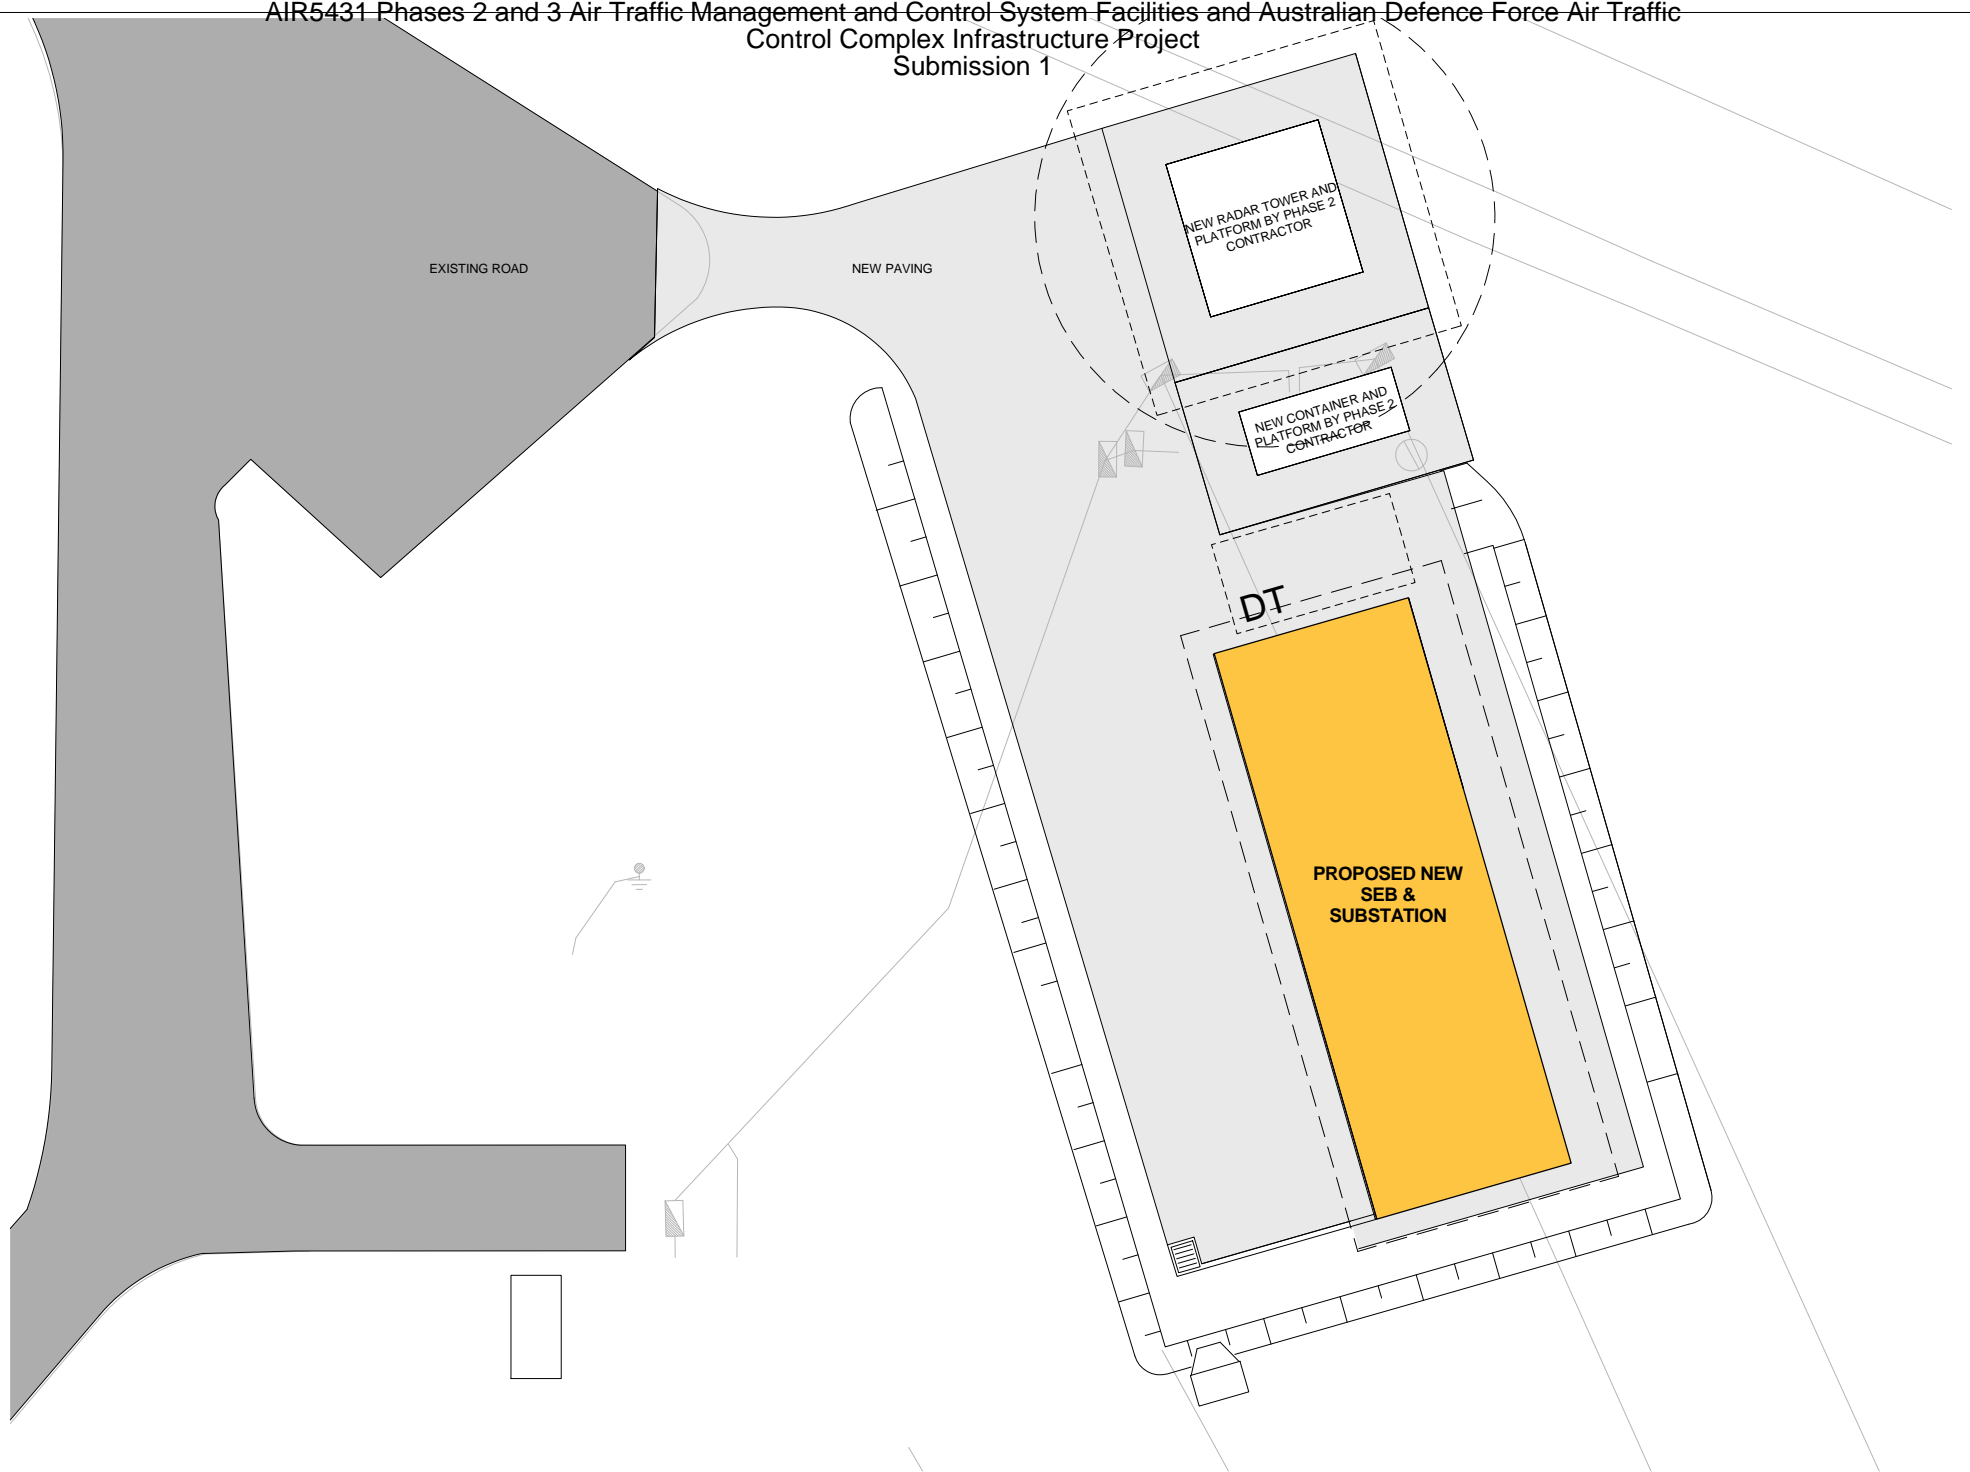 AIR5431 Phases 2 and 3 Air Traffic Management and Control System Facilities and Australian Defence Force Air Traffic
Control Complex Infrastructure Project
Submission 1
NEW RADAR TOWER AND
PLATFORM BY PHASE 2
CONTRACTOR
EXISTING ROAD
NEW PAVING
NEW CONTAINER AND
PLATFORM BY PHASE 2
CONTRACTOR
DT
PROPOSED NEW
SEB &
SUBSTATION